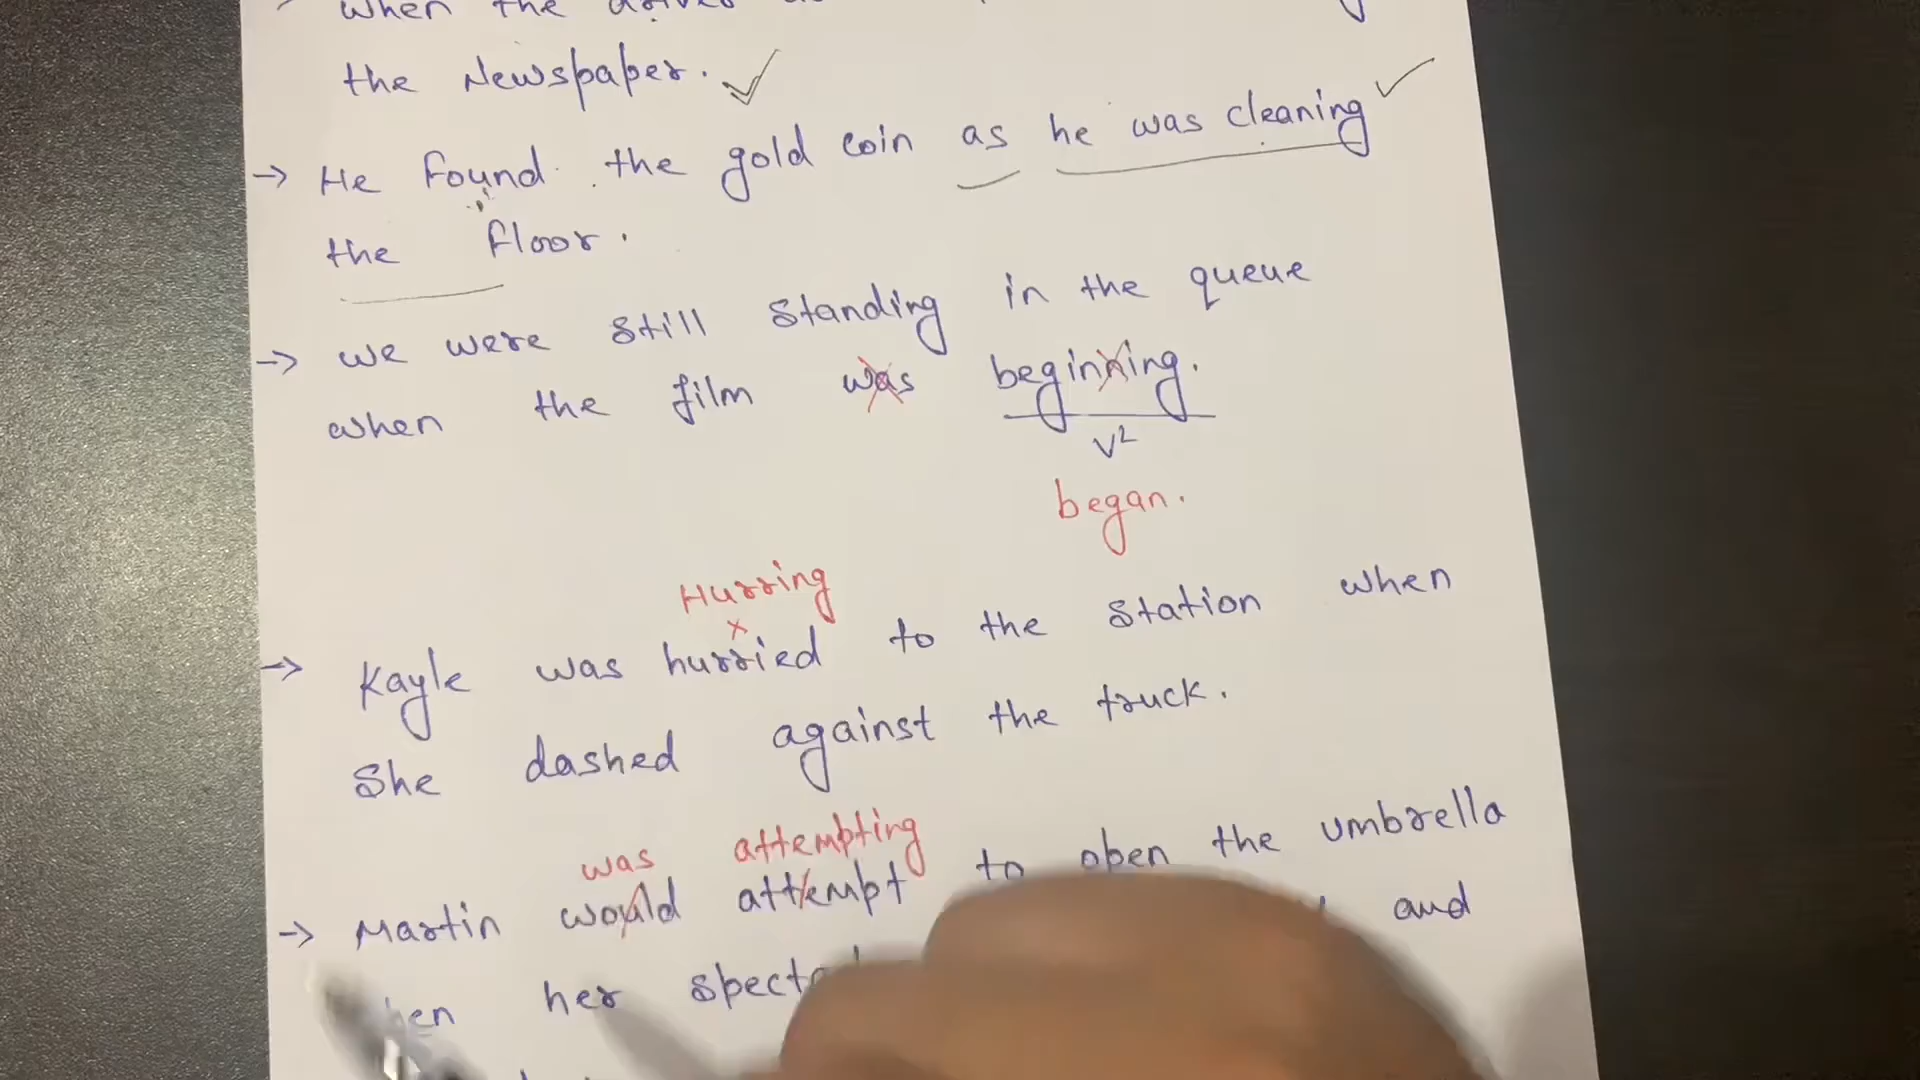 when the
the Newspaper.
→ He found the gold coin as he was cleaning
the floor.
→ we were still standing in the queue
when the film was beginning.
V²
began.
Hurring
→ Kayle was hurried to the station when
She dashed against the truck.
was attempting
→ Martin would attempt to open the umbrella
her and